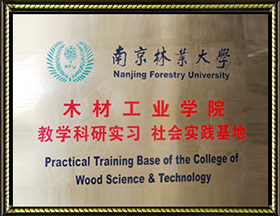 南京林業大學
Nanjing Forestry University
木材工业学院
教学科研实习 社会实践基地
Practical Training Base of the College of
Wood Science & Technology